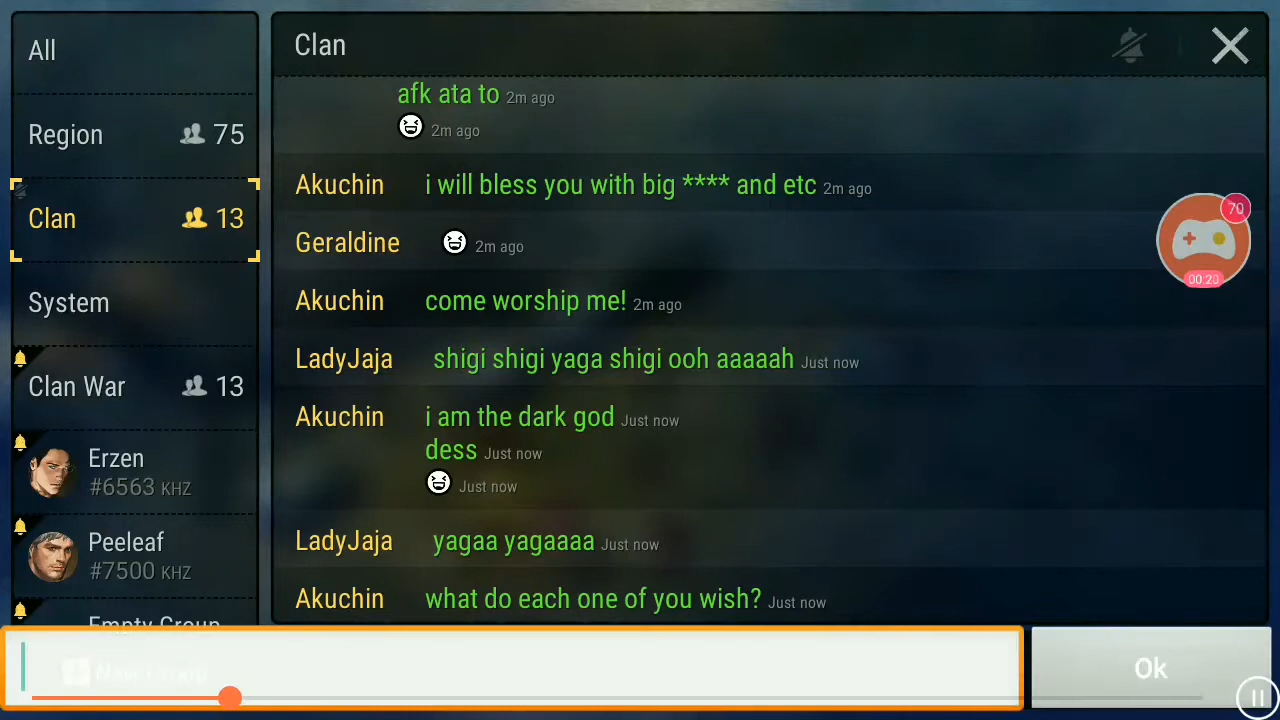 All
Region 75
Clan 13
System
Clan War 13
Erzen
#6563 KHZ
Peeleaf
#7500 KHZ
Empty Group
New Group
Clan
afk ata to 2m ago
2m ago
Akuchin i will bless you with big **** and etc 2m ago
Geraldine 2m ago
Akuchin come worship me! 2m ago
LadyJaja shigi shigi yaga shigi ooh aaaaah Just now
Akuchin i am the dark god Just now
dess Just now
Just now
LadyJaja yagaa yagaaaa Just now
Akuchin what do each one of you wish? Just now
70
00:20
Ok